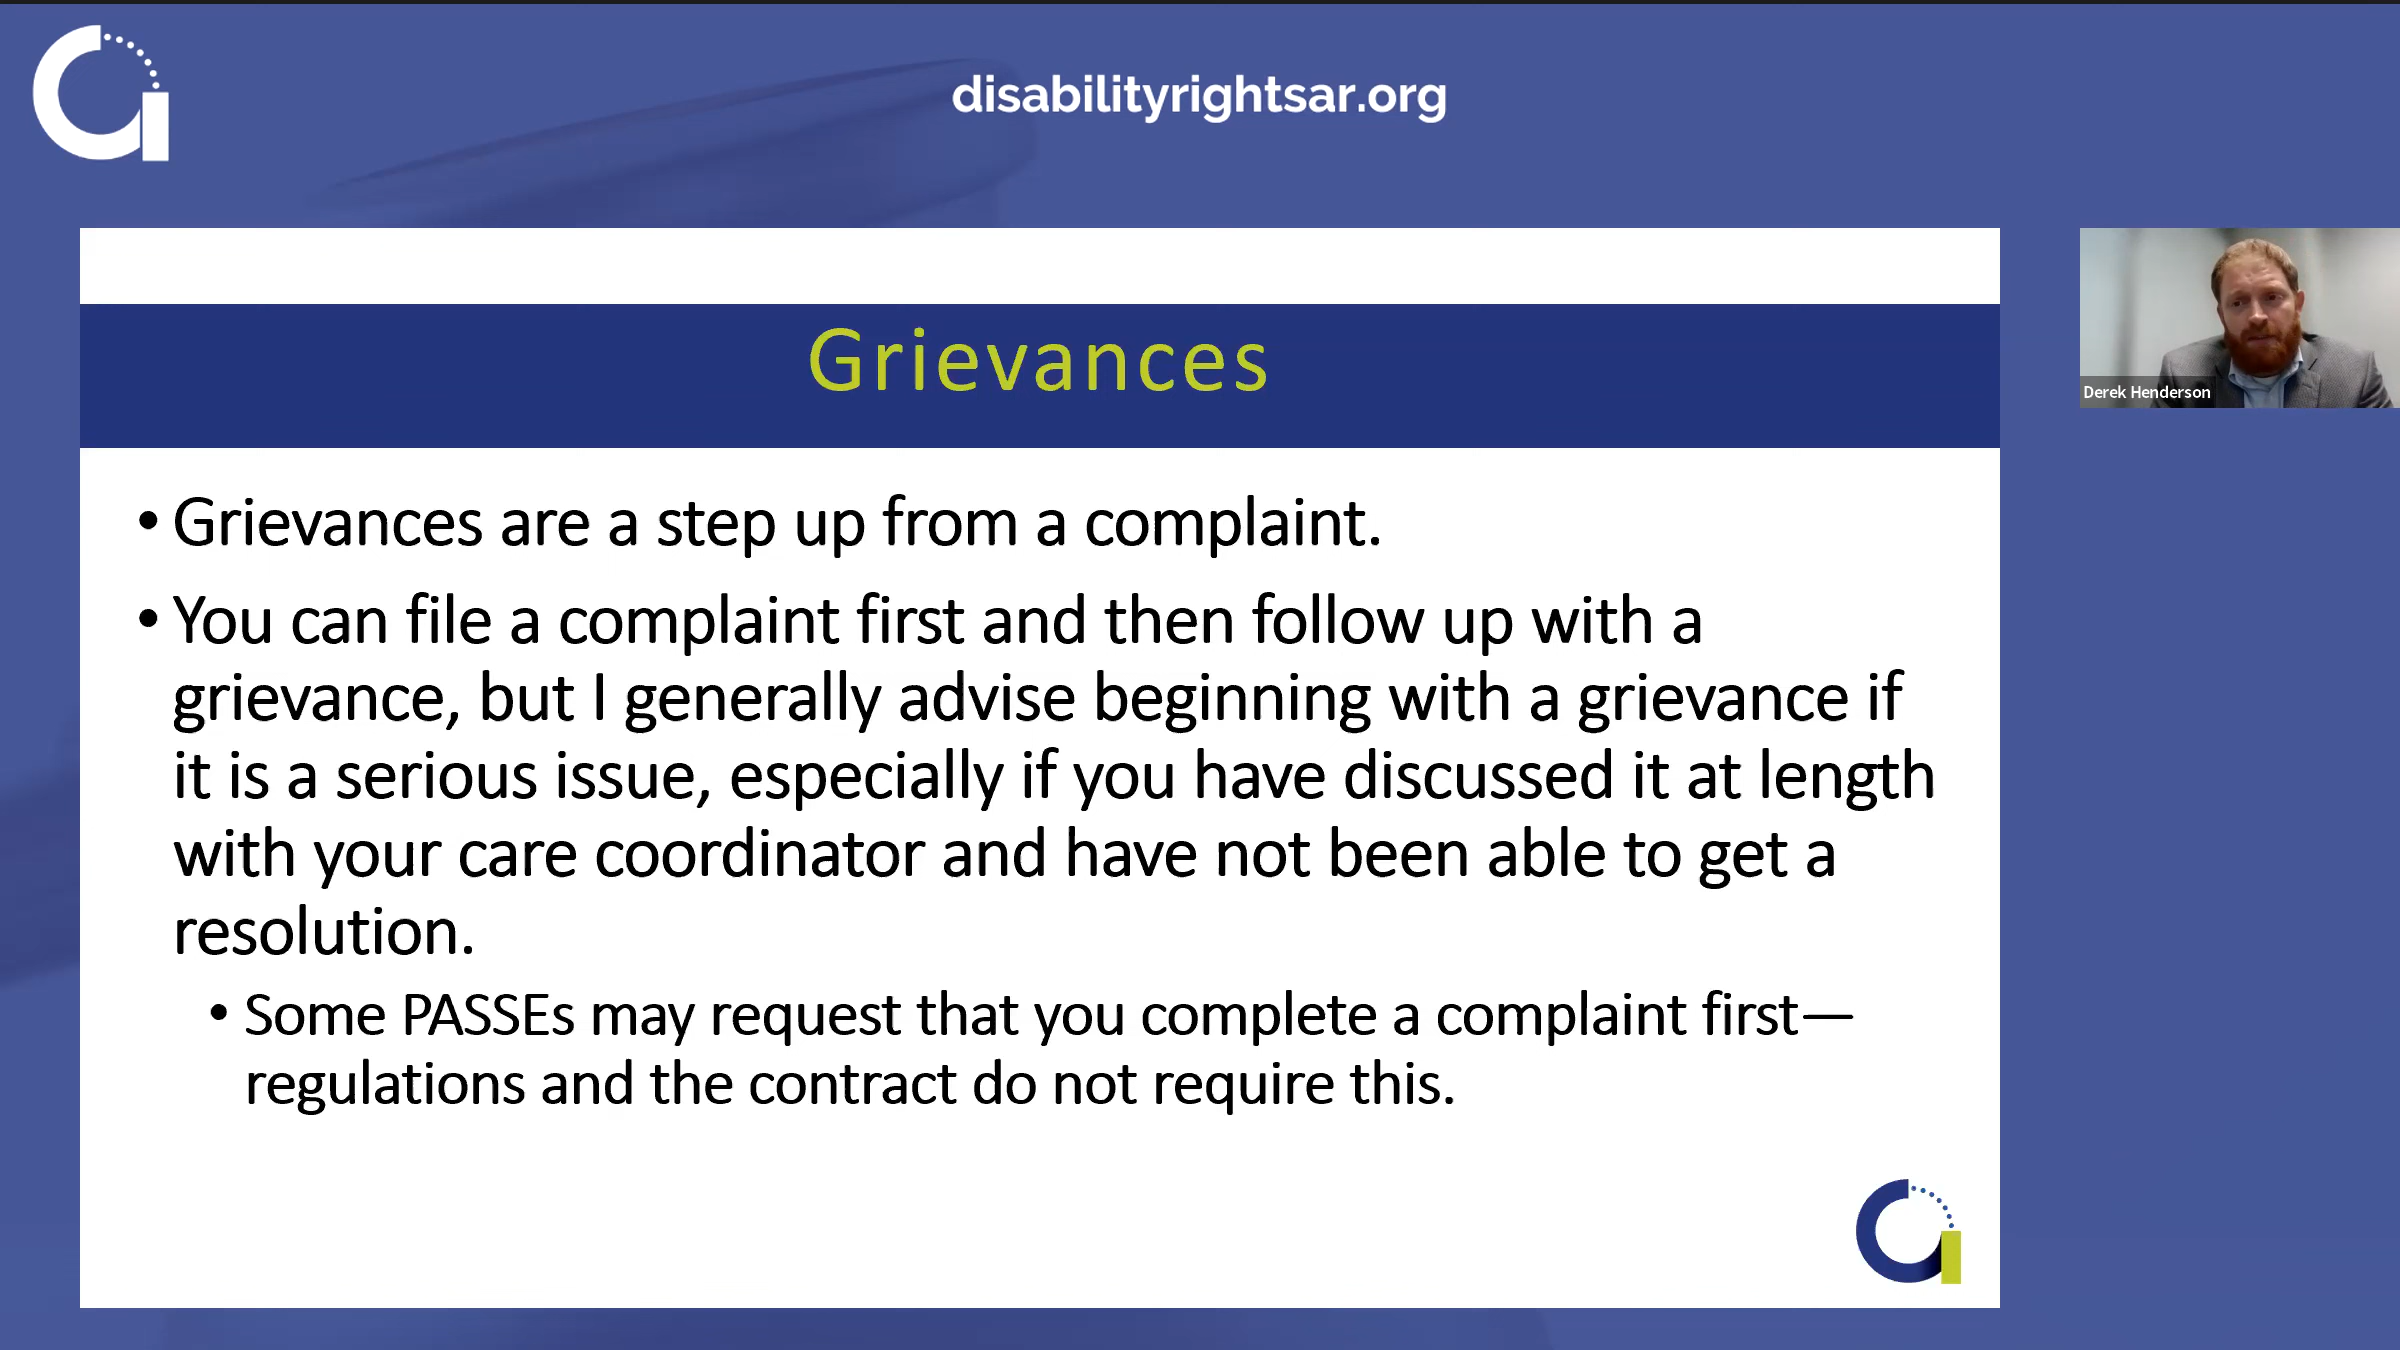 disabilityrightsar.org
Grievances
• Grievances are a step up from a complaint.
• You can file a complaint first and then follow up with a
grievance, but I generally advise beginning with a grievance if
it is a serious issue, especially if you have discussed it at length
with your care coordinator and have not been able to get a
resolution.
• Some PASSEs may request that you complete a complaint first—
regulations and the contract do not require this.
Derek Henderson